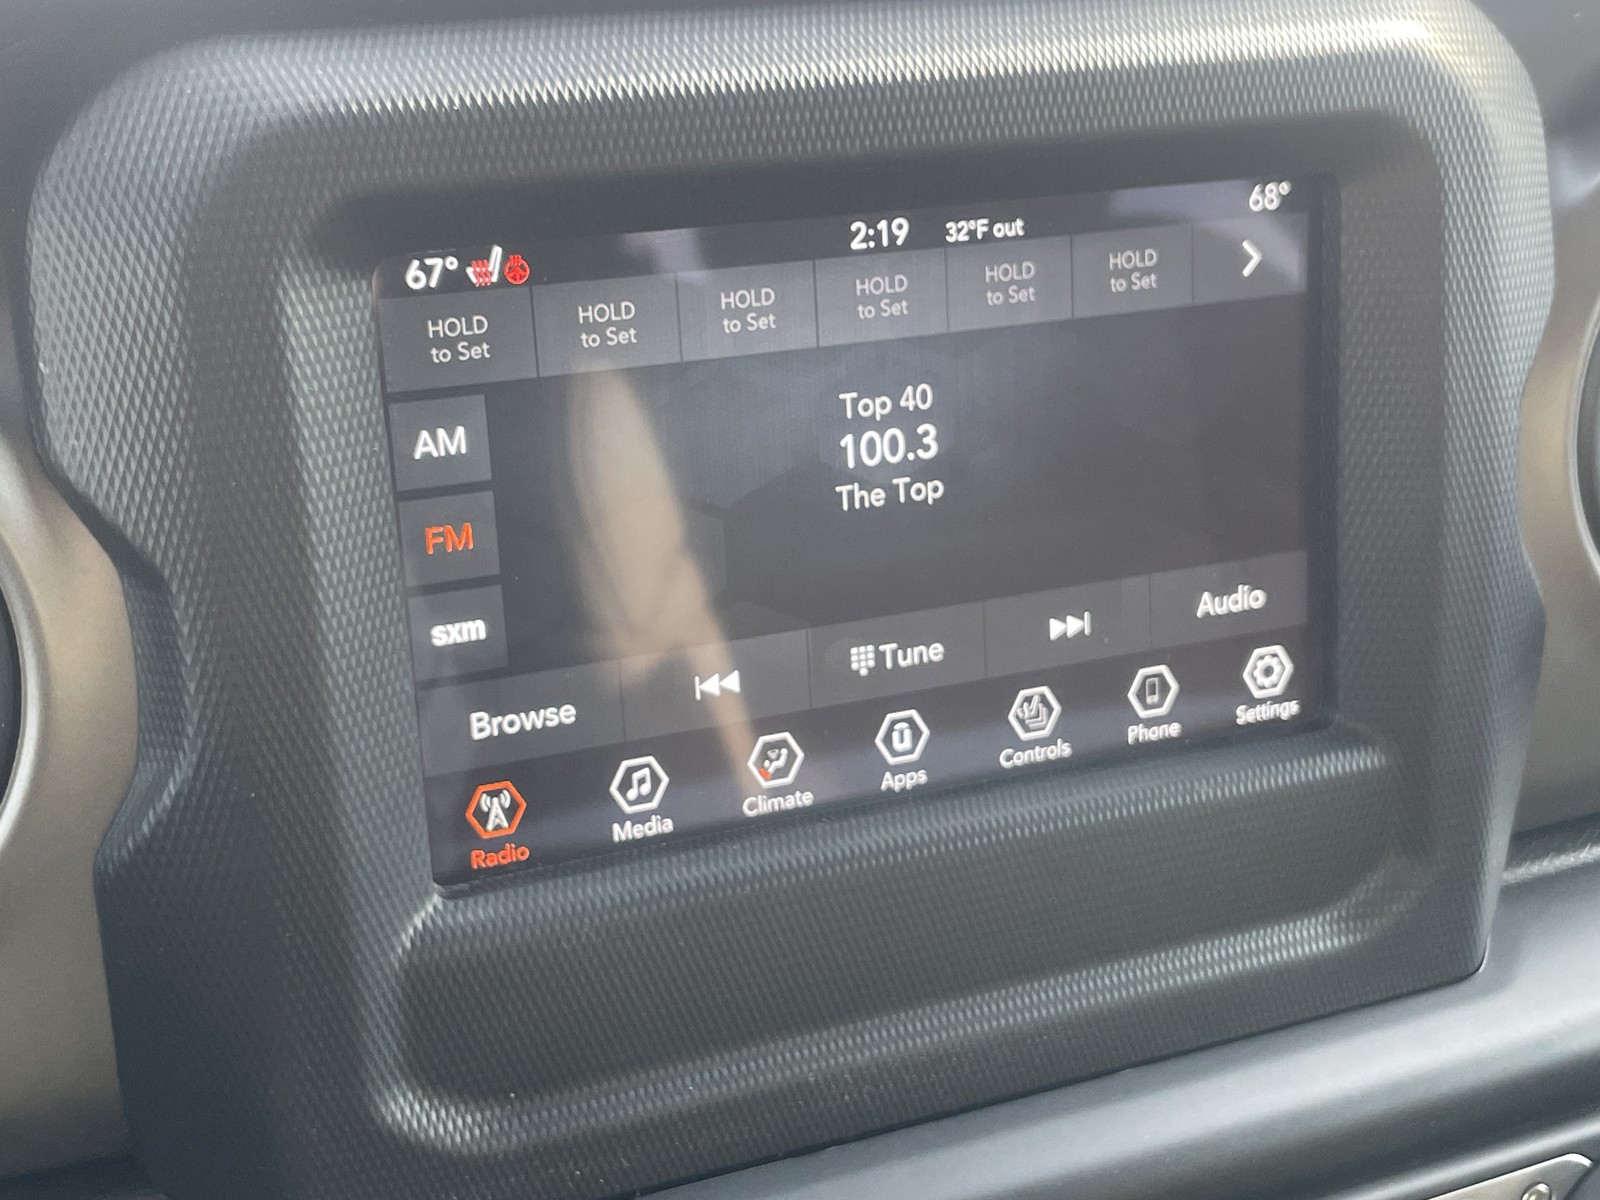 67°
2:19
32°F out
68°
HOLD
to Set
HOLD
to Set
HOLD
to Set
HOLD
to Set
HOLD
to Set
HOLD
to Set
AM
FM
sxm
Top 40
100.3
The Top
Browse
Tune
Audio
Radio
Media
Climate
Apps
Controls
Phone
Settings